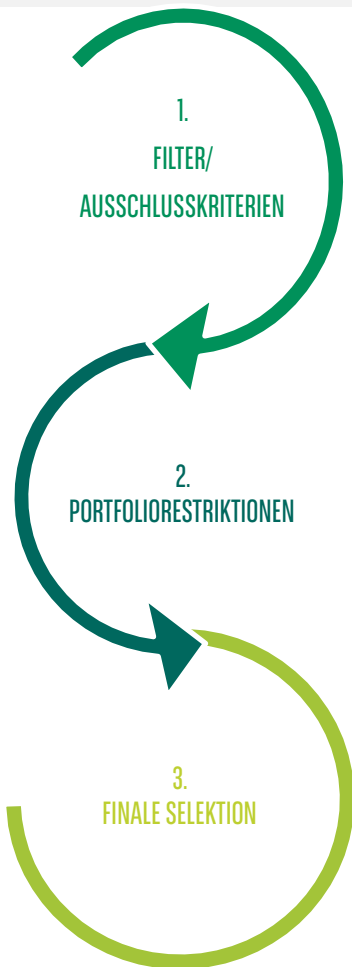 1.
FILTER/
AUSSCHLUSSKRITERIEN
2.
PORTFOLIORESTRIKTIONEN
3.
FINALE SELEKTION